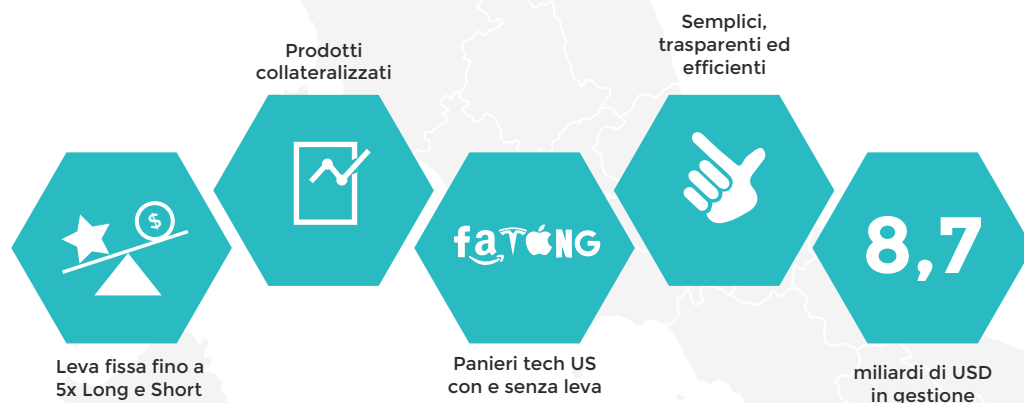 Prodotti
collateralizzati
Semplici,
trasparenti ed
efficienti
$
8,7
Leva fissa fino a
5x Long e Short
Panieri tech US
con e senza leva
miliardi di USD
in gestione